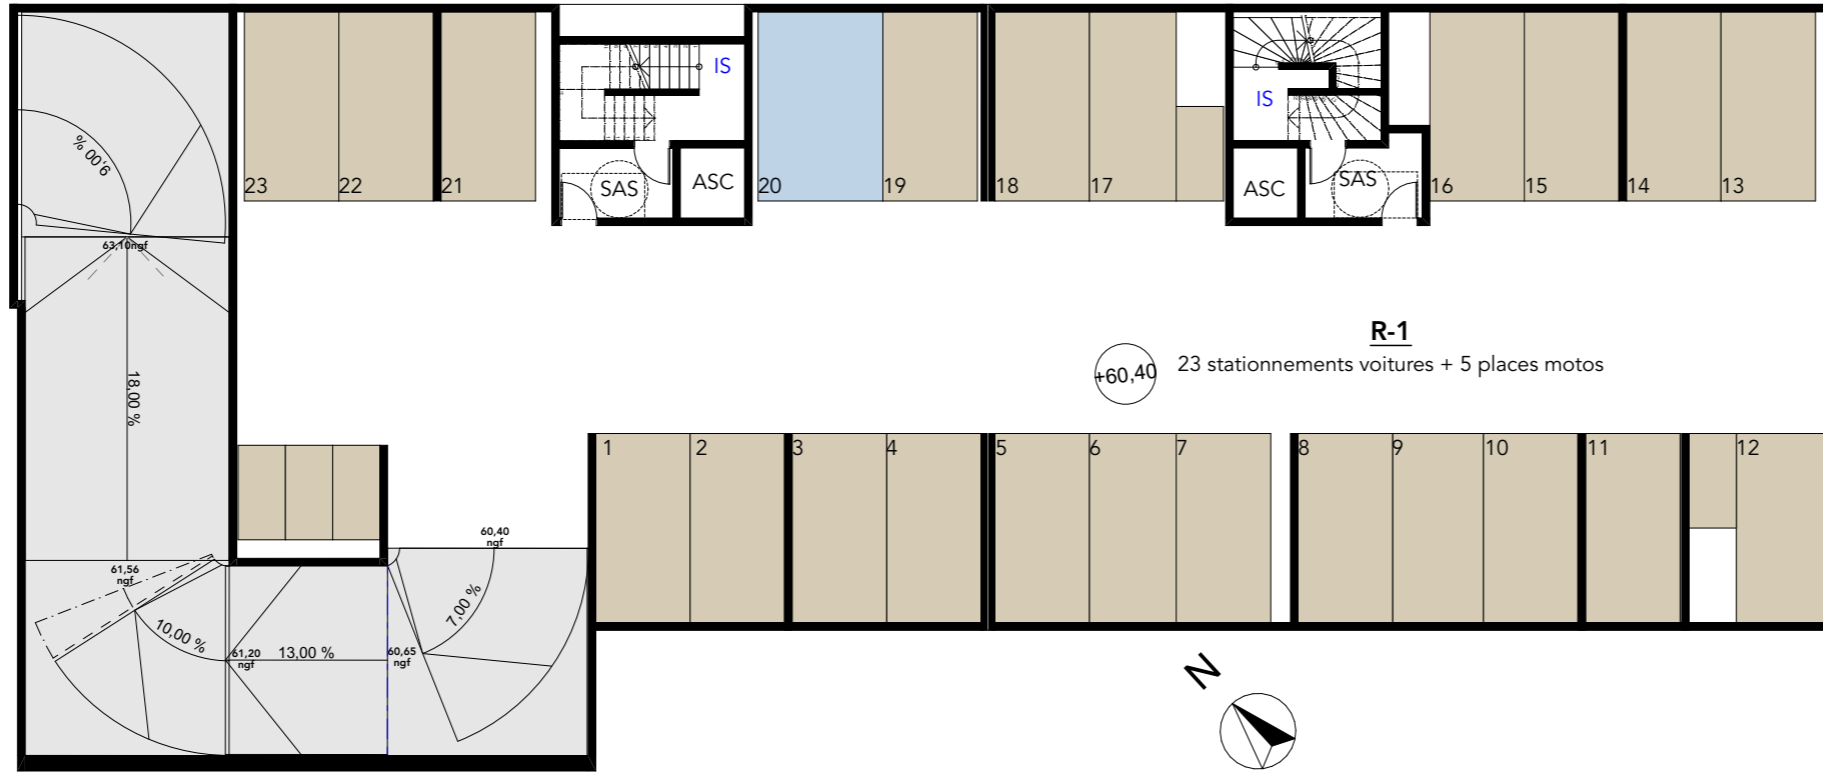 IS
IS
9,00 %
23
22
21
SAS
ASC
20
19
18
17
ASC
SAS
16
15
14
13
63,10ngf
R-1
+60,40
23 stationnements voitures + 5 places motos
18,00 %
1
2
3
4
5
6
7
8
9
10
11
12
60,40
ngf
61,56
ngf
7,00 %
10,00 %
61,20
ngf
13,00 %
60,65
ngf
N